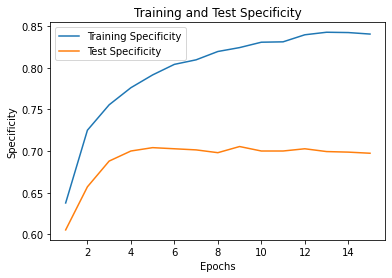 Training and Test Specificity
Training Specificity
Test Specificity
0.85
0.80
0.75
0.70
0.65
0.60
Specificity
2 4 6 8 10 12 14
Epochs